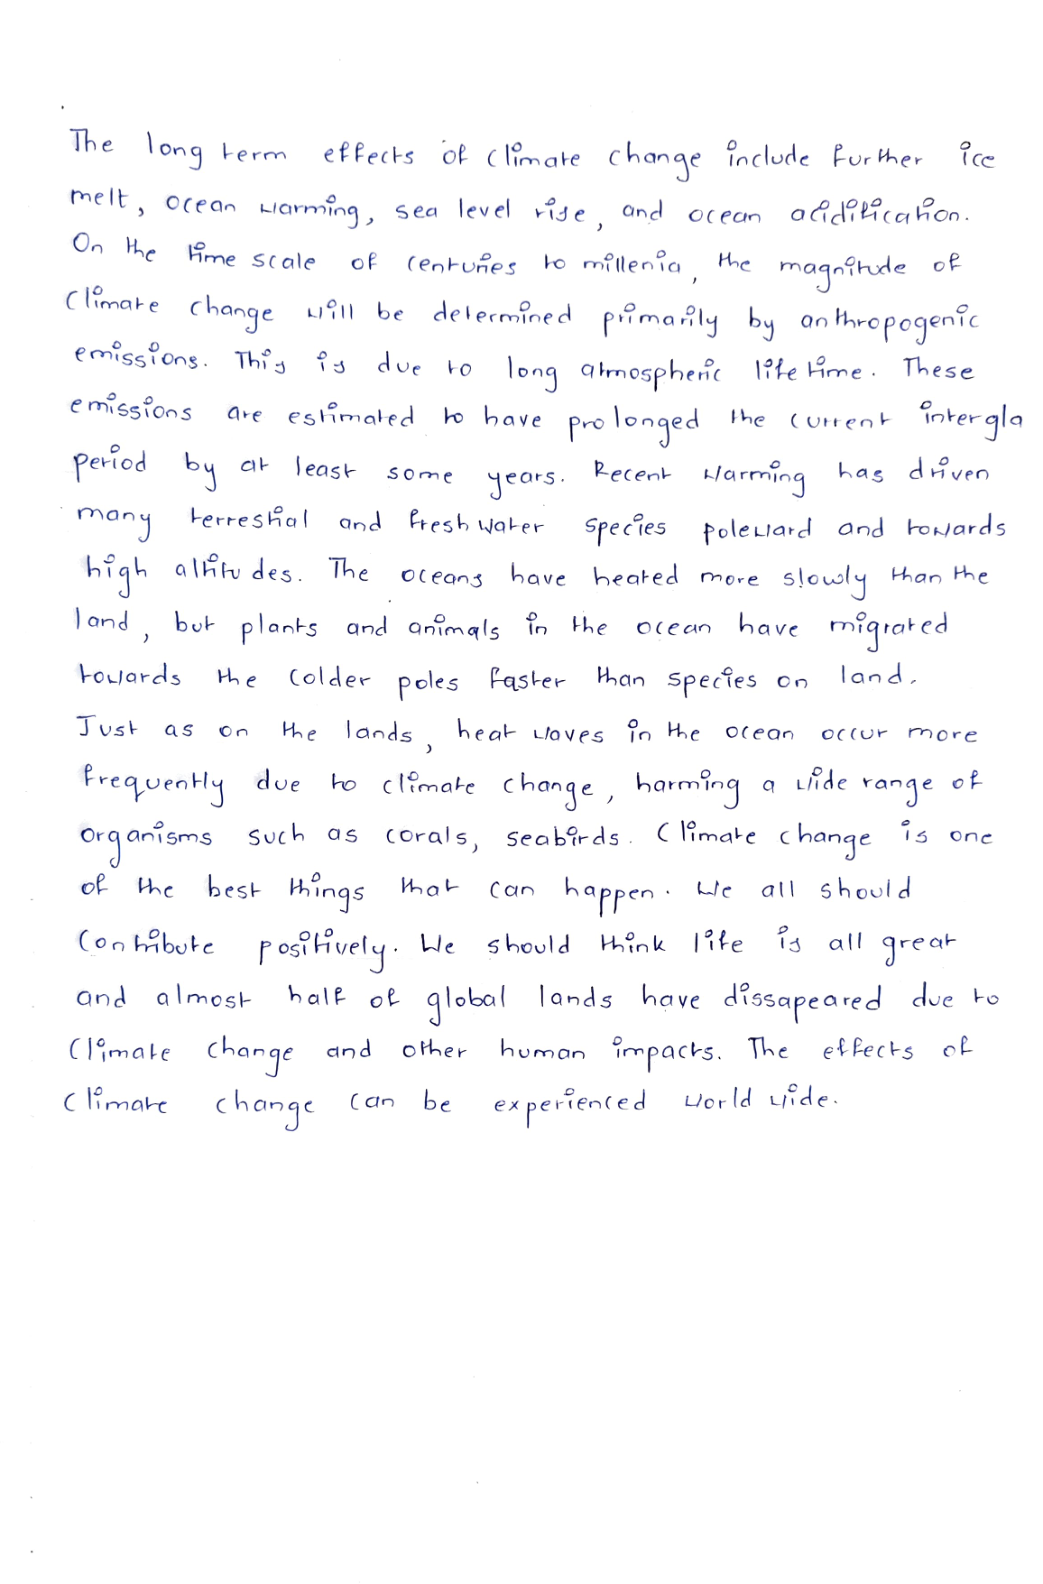 The long term effects of climate change include further ice
melt, ocean warming, sea level rise, and ocean acidification.
On the time scale of centuries to millenia, the magnitude of
climate change will be determined primarily by anthropogenic
emissions. This is due to long atmospheric life time. These
emissions are estimated to have prolonged the current intergla
period by at least some years. Recent warming has driven
many terrestial and fresh water species poleward and towards
high altitudes. The oceans have heated more slowly than the
land, but plants and animals in the ocean have migrated
towards the colder poles faster than species on land.
Just as on the lands, heat waves in the ocean occur more
frequently due to climate change, harming a wide range of
organisms such as corals, seabirds. Climate change is one
of the best things that can happen. We all should
contribute positively. We should think life is all great
and almost half of global lands have dissapeared due to
climate change and other human impacts. The effects of
climate change can be experienced world wide.